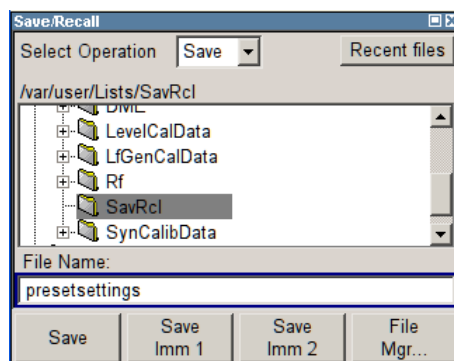 Save/Recall
Select Operation Save Recent files
/var/user/Lists/SavRcl
DME
LevelCalData
LfGenCalData
Rf
SavRcl
SynCalibData
File Name:
presetsettings
Save
Save Imm 1
Save Imm 2
File Mgr...